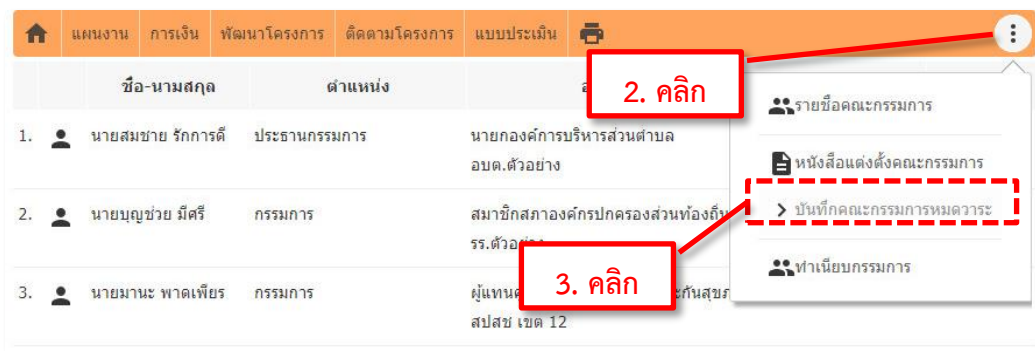 แผนงาน การเงิน พัฒนาโครงการ ติดตามโครงการ แบบประเมิน
ชื่อ-นามสกุล ตำแหน่ง
2. คลิก
รายชื่อคณะกรรมการ
1. นายสมชาย รักการดี ประธานกรรมการ นายกองค์การบริหารส่วนตำบล
อบต.ตัวอย่าง
หนังสือแต่งตั้งคณะกรรมการ
2. นายบุญช่วย มีศรี กรรมการ สมาชิกสภาองค์กรปกครองส่วนท้องถิ่น
บันทึกคณะกรรมการหมดวาระ
รร.ตัวอย่าง
ทำเนียบกรรมการ
3. คลิก
3. นายมานะ พาดเพียร กรรมการ ผู้แทน
สปสช เขต 12